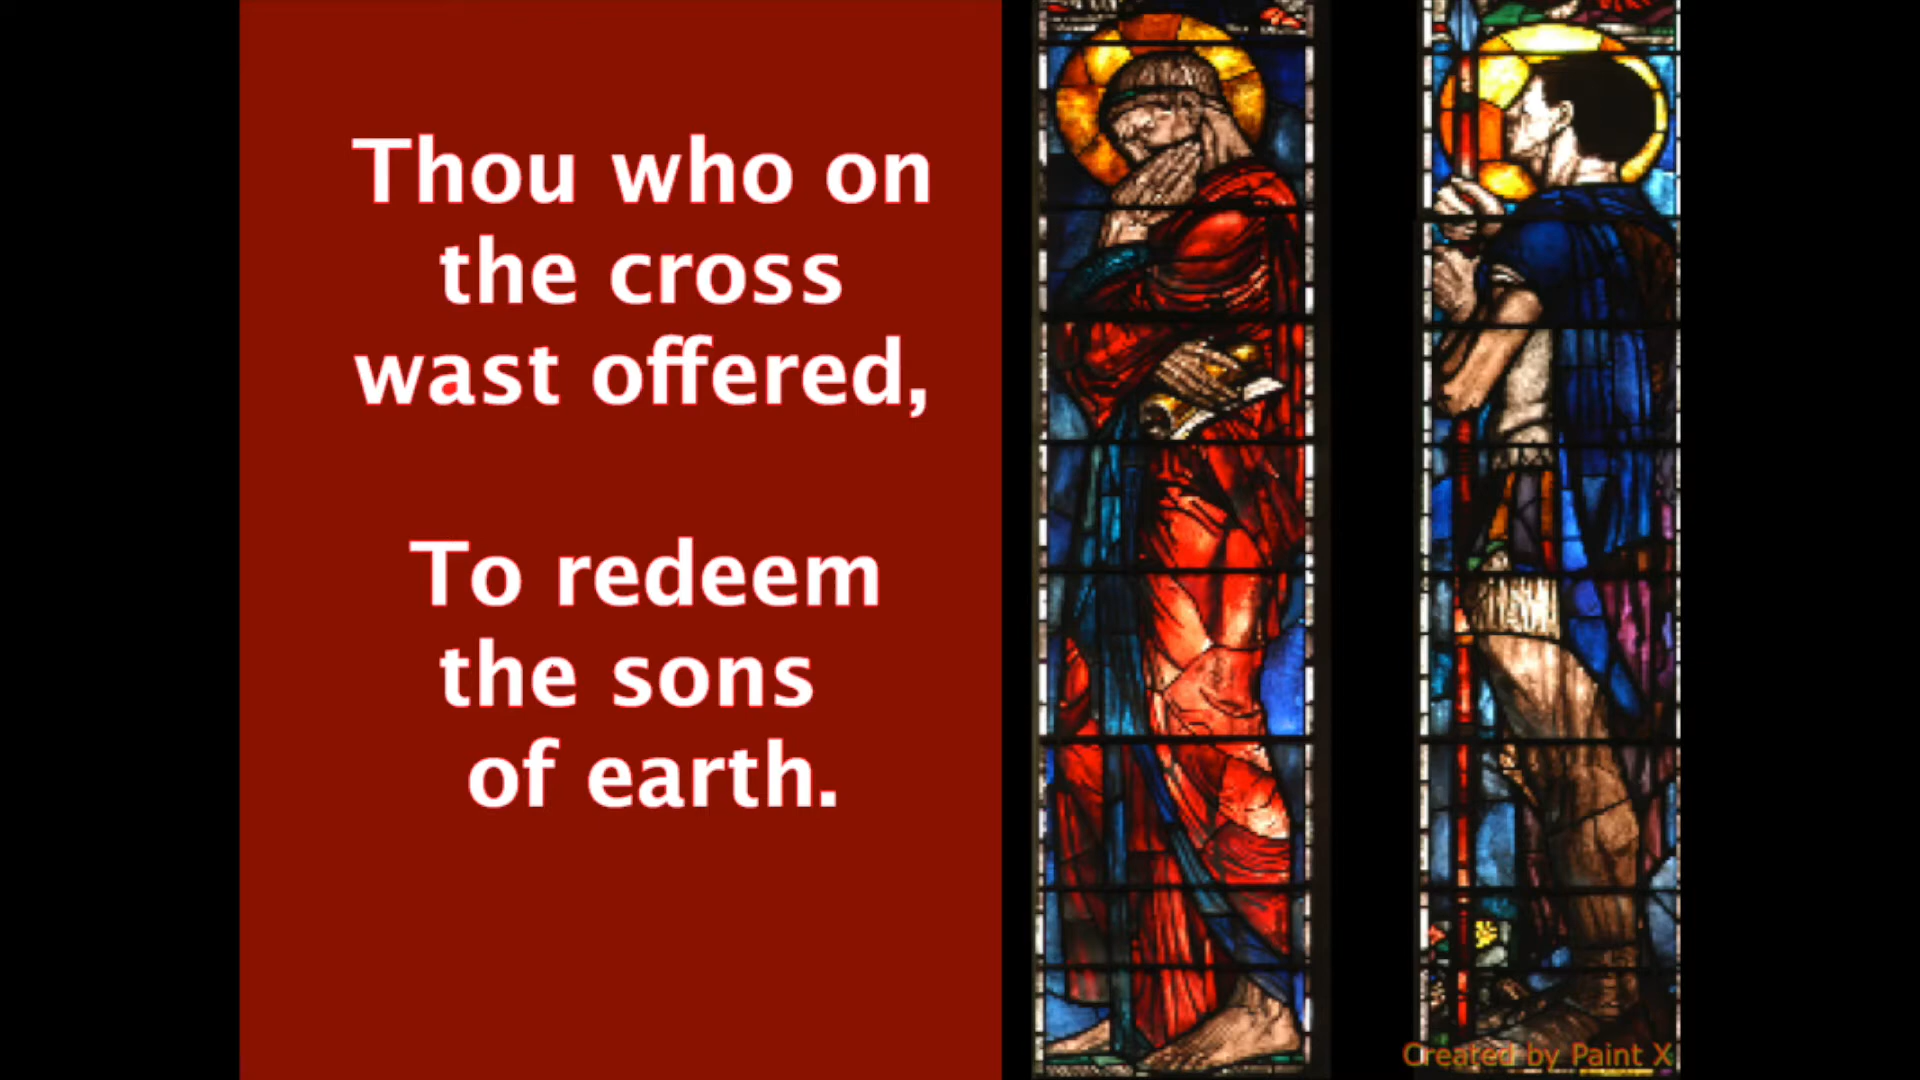 Thou who on
the cross
wast offered,
To redeem
the sons
of earth.
Created by Paint X